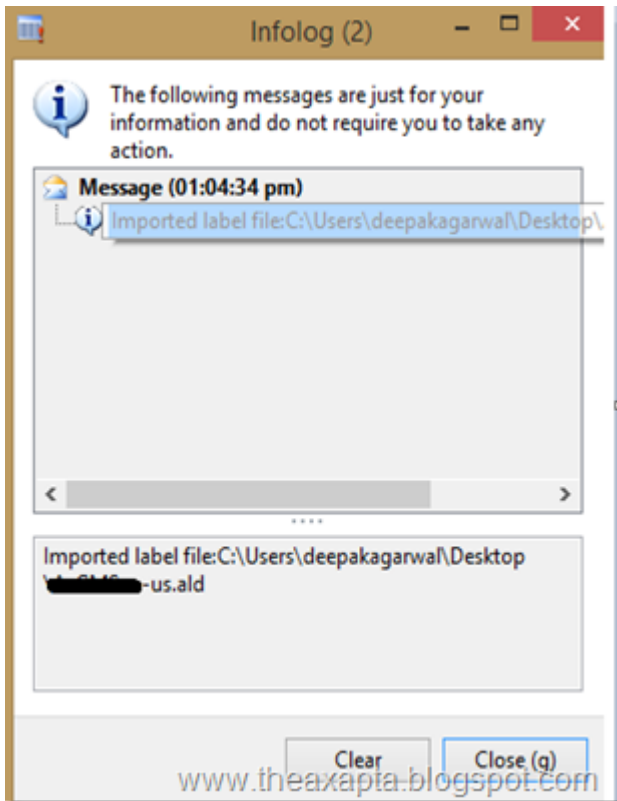 Infolog (2)
The following messages are just for your
information and do not require you to take any
action.
Message (01:04:34 pm)
Imported label file:C:\Users\deepakagarwal\Desktop\
Imported label file:C:\Users\deepakagarwal\Desktop
-us.ald
Clear
Close (q)
www.theaxapta.blogspot.com